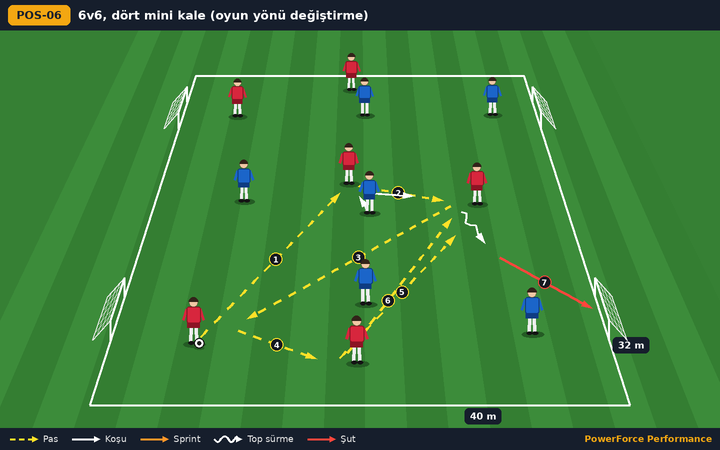 POS-06 6v6, dört mini kale (oyun yönü değiştirme)
2
1
3
7
5
6
4
32 m
40 m
Pas Koşu Sprint Top sürme Şut PowerForce Performance